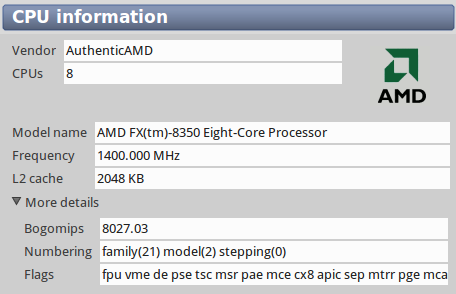 CPU information
Vendor AuthenticAMD
CPUs 8
AMD
Model name AMD FX(tm)-8350 Eight-Core Processor
Frequency 1400.000 MHz
L2 cache 2048 KB
More details
Bogomips 8027.03
Numbering family(21) model(2) stepping(0)
Flags fpu vme de pse tsc msr pae mce cx8 apic sep mtrr pge mca